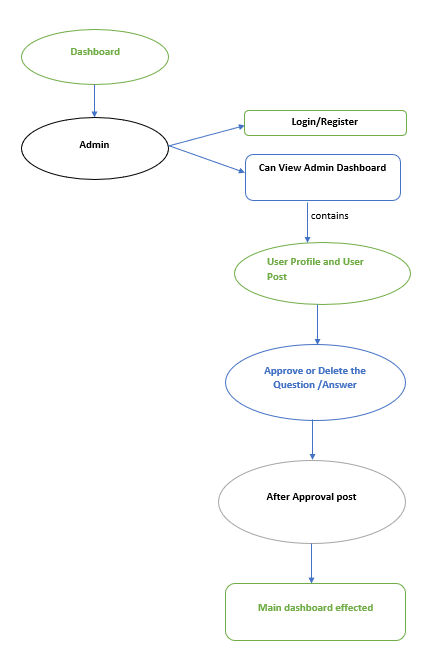 Dashboard
Admin
Login/Register
Can View Admin Dashboard
contains
User Profile and User
Post
Approve or Delete the
Question /Answer
After Approval post
Main dashboard effected